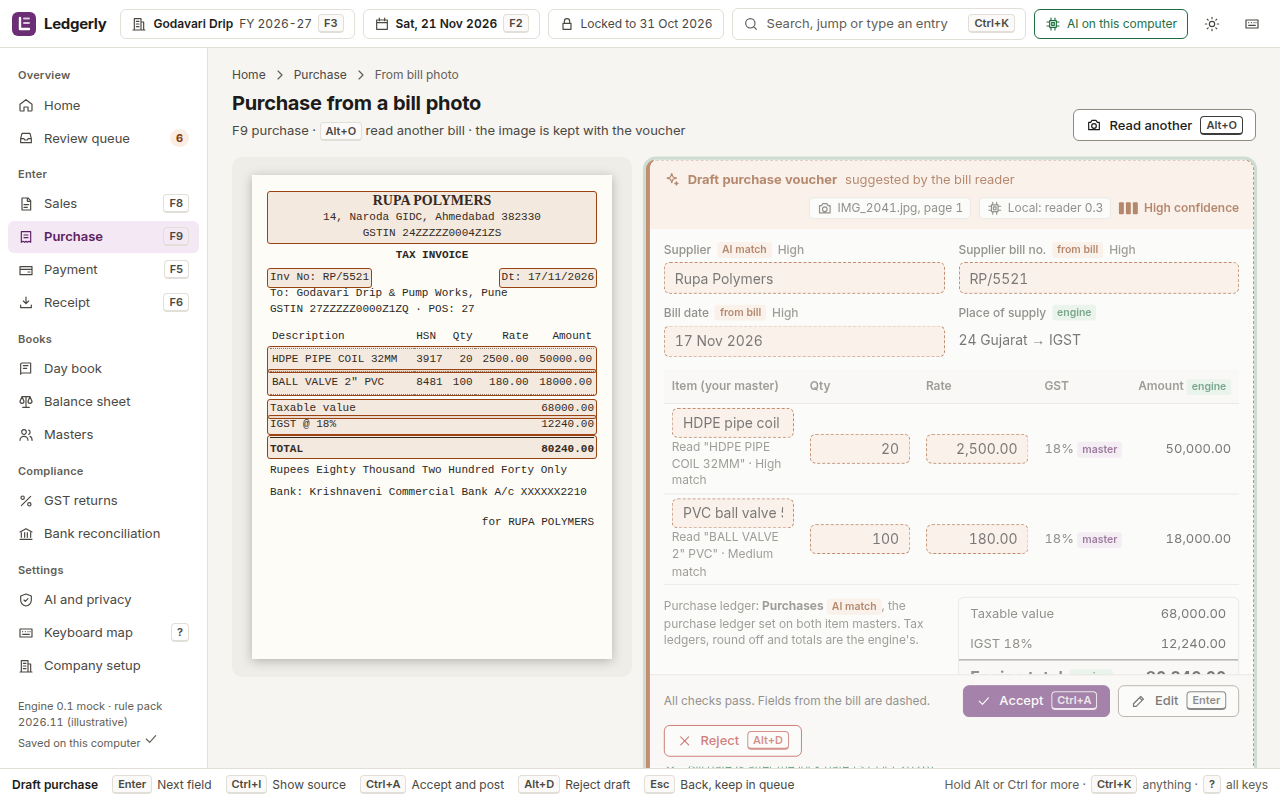 Ledgerly
Godavari Drip FY 2026-27 F3
Sat, 21 Nov 2026 F2
Locked to 31 Oct 2026
Search, jump or type an entry Ctrl+K
AI on this computer
Overview
Home
Review queue 6
Enter
Sales F8
Purchase F9
Payment F5
Receipt F6
Books
Day book
Balance sheet
Masters
Compliance
GST returns
Bank reconciliation
Settings
AI and privacy
Keyboard map ?
Company setup
Engine 0.1 mock · rule pack
2026.11 (illustrative)
Saved on this computer
Home > Purchase > From bill photo
Purchase from a bill photo
F9 purchase · Alt+O read another bill · the image is kept with the voucher
Read another Alt+O
RUPA POLYMERS
14, Naroda GIDC, Ahmedabad 382330
GSTIN 24ZZZZZ0004Z1ZS
TAX INVOICE
Inv No: RP/5521 Dt: 17/11/2026
To: Godavari Drip & Pump Works, Pune
GSTIN 27ZZZZZ0000Z1ZQ · POS: 27
Description HSN Qty Rate Amount
HDPE PIPE COIL 32MM 3917 20 2500.00 50000.00
BALL VALVE 2" PVC 8481 100 180.00 18000.00
Taxable value 68000.00
IGST @ 18% 12240.00
TOTAL 80240.00
Rupees Eighty Thousand Two Hundred Forty Only
Bank: Krishnaveni Commercial Bank A/c XXXXXX2210
for RUPA POLYMERS
Draft purchase voucher suggested by the bill reader
IMG_2041.jpg, page 1 Local: reader 0.3 High confidence
Supplier AI match High
Rupa Polymers
Supplier bill no. from bill High
RP/5521
Bill date from bill High
17 Nov 2026
Place of supply engine
24 Gujarat → IGST
Item (your master) Qty Rate GST Amount engine
HDPE pipe coil 20 2,500.00 18% master 50,000.00
Read "HDPE PIPE
COIL 32MM" · High
match
PVC ball valve 100 180.00 18% master 18,000.00
Read "BALL VALVE
2" PVC" · Medium
match
Purchase ledger: Purchases AI match, the
purchase ledger set on both item masters. Tax
ledgers, round off and totals are the engine's.
Taxable value 68,000.00
IGST 18% 12,240.00
All checks pass. Fields from the bill are dashed.
Accept Ctrl+A
Edit Enter
Reject Alt+D
Draft purchase Enter Next field Ctrl+I Show source Ctrl+A Accept and post Alt+D Reject draft Esc Back, keep in queue
Hold Alt or Ctrl for more · Ctrl+K anything · ? all keys